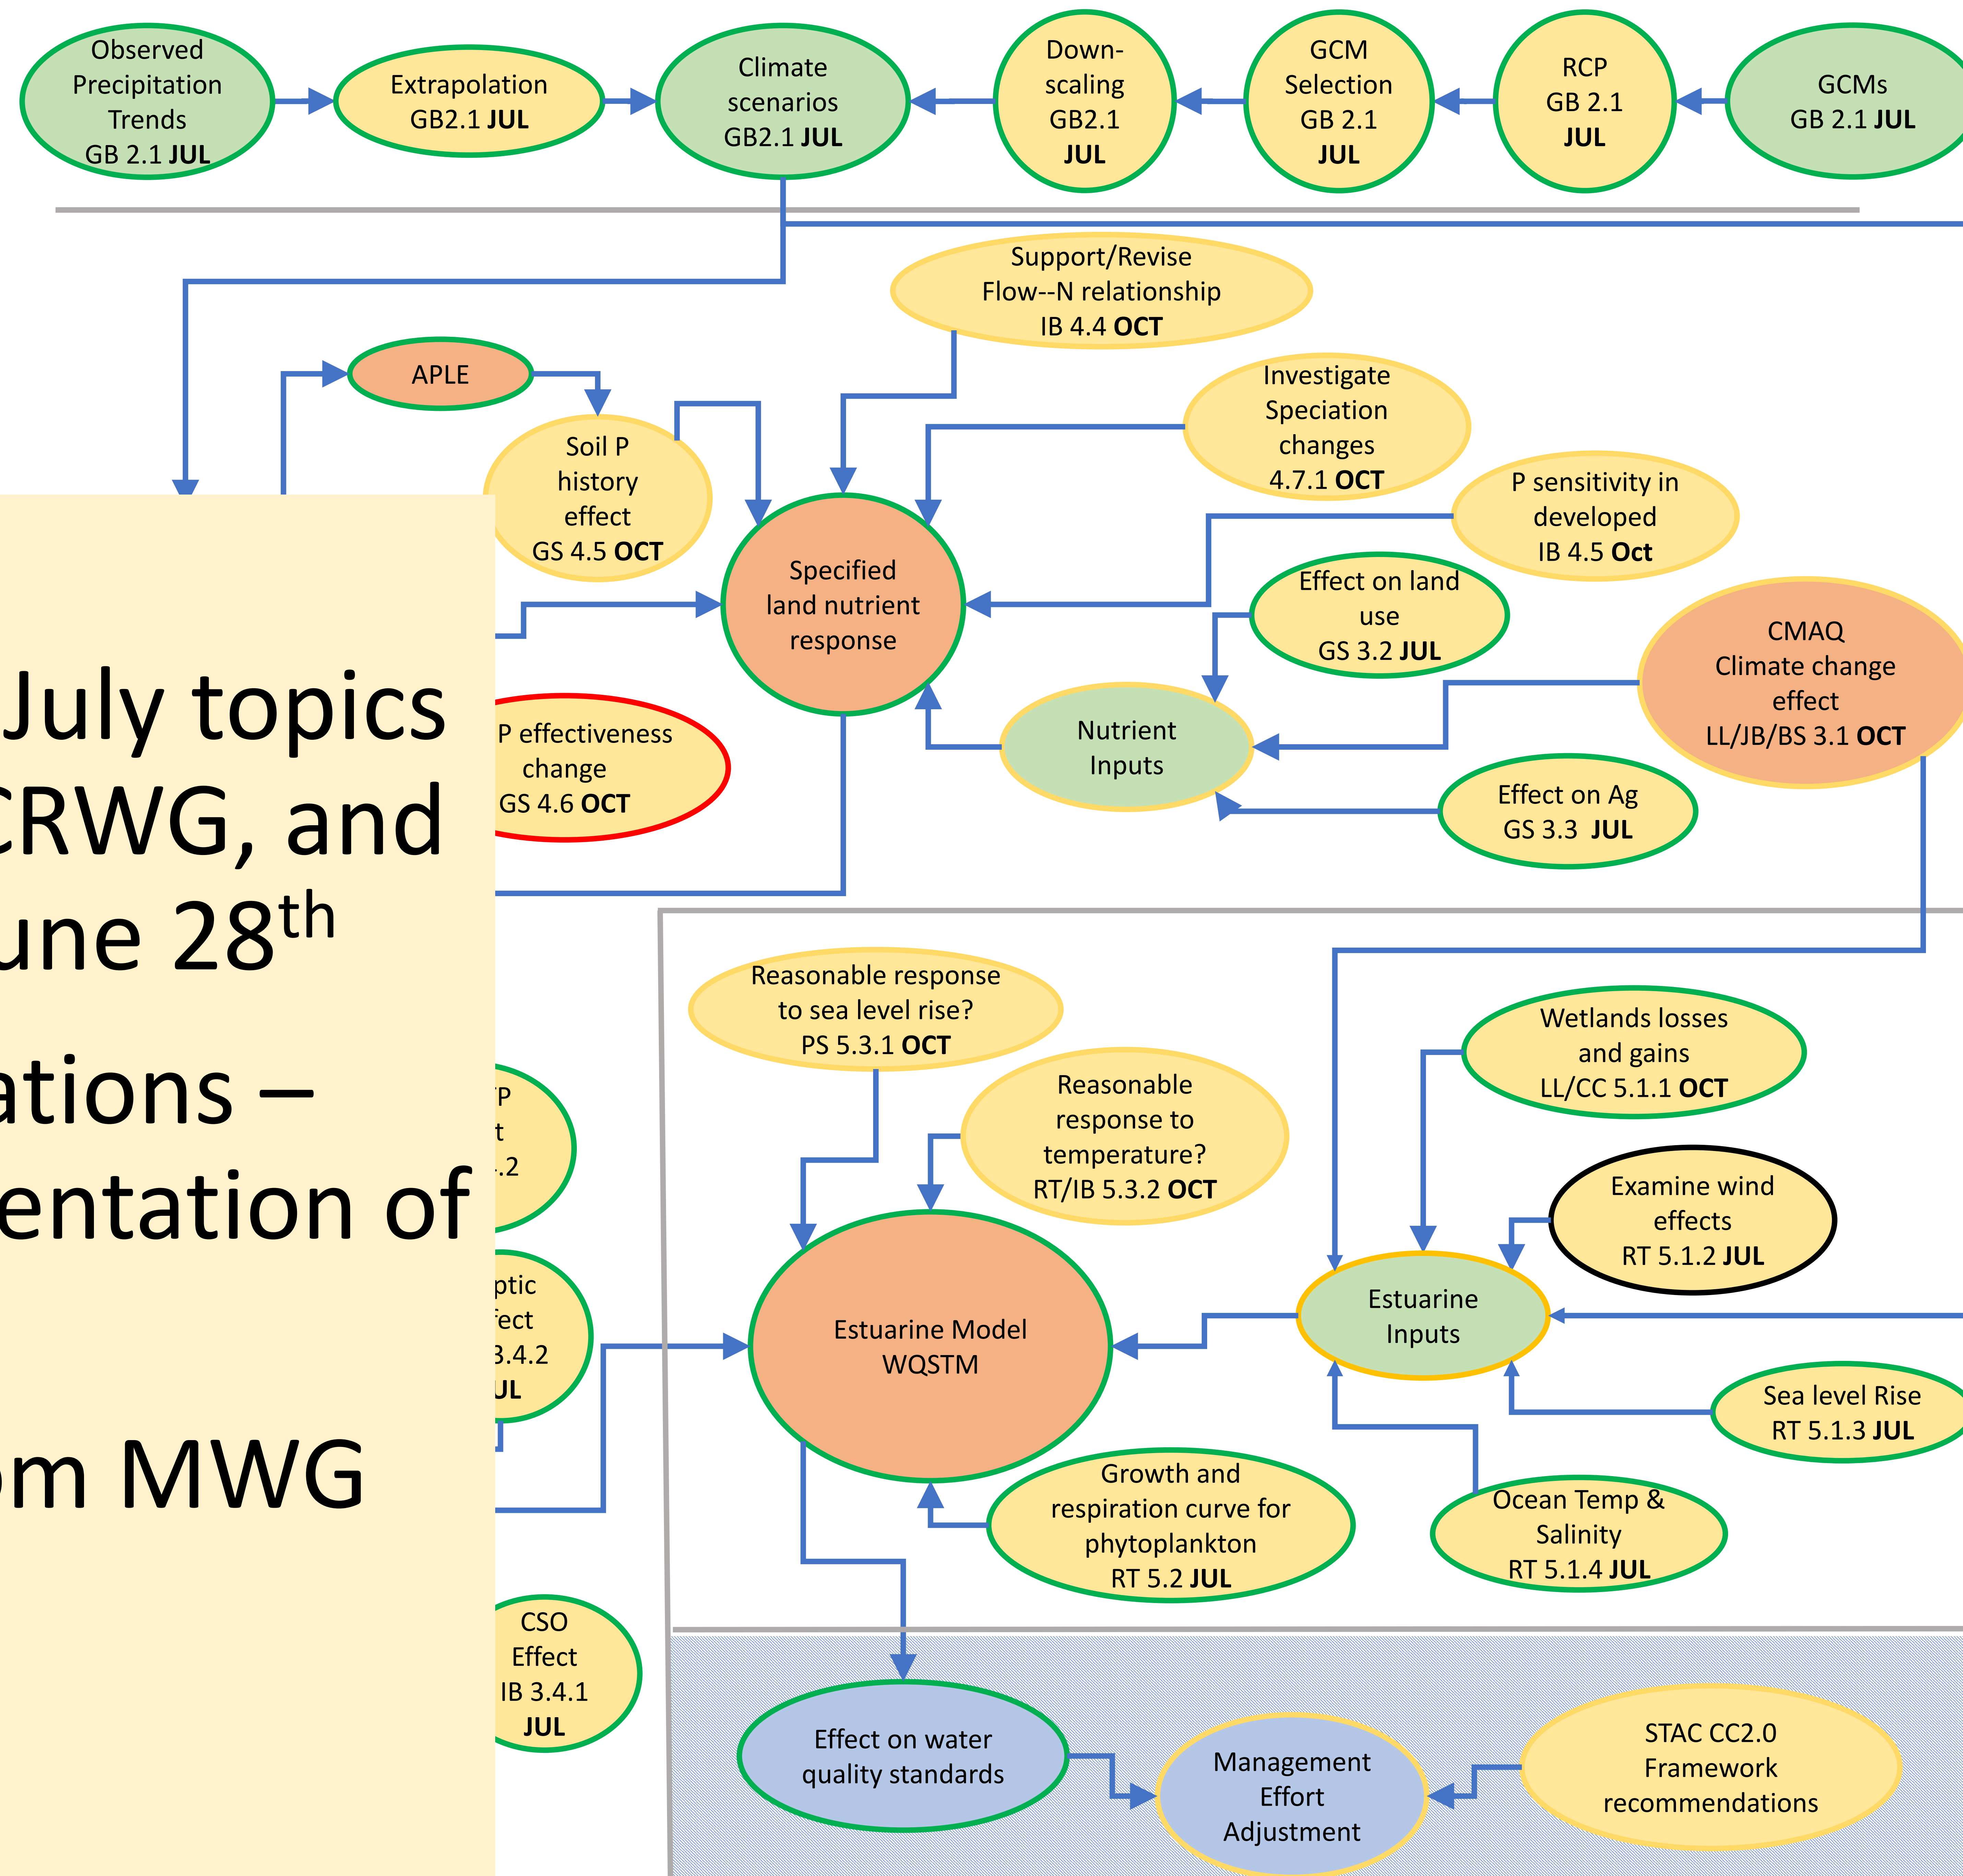 Observed
Precipitation
Trends
GB 2.1 JUL
Extrapolation
GB2.1 JUL
Climate
scenarios
GB2.1 JUL
Down-
scaling
GB2.1
JUL
GCM
Selection
GB 2.1
JUL
RCP
GB 2.1
JUL
GCMs
GB 2.1 JUL
Support/Revise
Flow--N relationship
IB 4.4 OCT
APLE
Investigate
Speciation
changes
4.7.1 OCT
Soil P
history
effect
GS 4.5 OCT
P sensitivity in
developed
IB 4.5 Oct
Specified
land nutrient
response
Effect on land
use
GS 3.2 JUL
CMAQ
Climate change
effect
LL/JB/BS 3.1 OCT
Nutrient
Inputs
P effectiveness
change
GS 4.6 OCT
Effect on Ag
GS 3.3 JUL
July topics
CRWG, and
une 28th
ations –
entation of
om MWG
Reasonable response
to sea level rise?
PS 5.3.1 OCT
Reasonable
response to
temperature?
RT/IB 5.3.2 OCT
Wetlands losses
and gains
LL/CC 5.1.1 OCT
P
t
.2
Examine wind
effects
RT 5.1.2 JUL
ptic
fect
3.4.2
UL
Estuarine Model
WQSTM
Estuarine
Inputs
Sea level Rise
RT 5.1.3 JUL
Growth and
respiration curve for
phytoplankton
RT 5.2 JUL
Ocean Temp &
Salinity
RT 5.1.4 JUL
CSO
Effect
IB 3.4.1
JUL
Effect on water
quality standards
Management
Effort
Adjustment
STAC CC2.0
Framework
recommendations